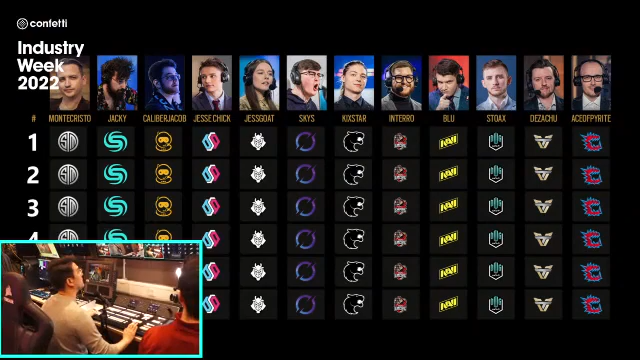 confetti
Industry
Week
2022
# MONTECRISTO JACKY CALIBERJACOB JESSE CHICK JESSGOAT SKYS KIXSTAR INTERRO BLU STOAX DEZACHU ACEOFPYRITE
1
2
3
4